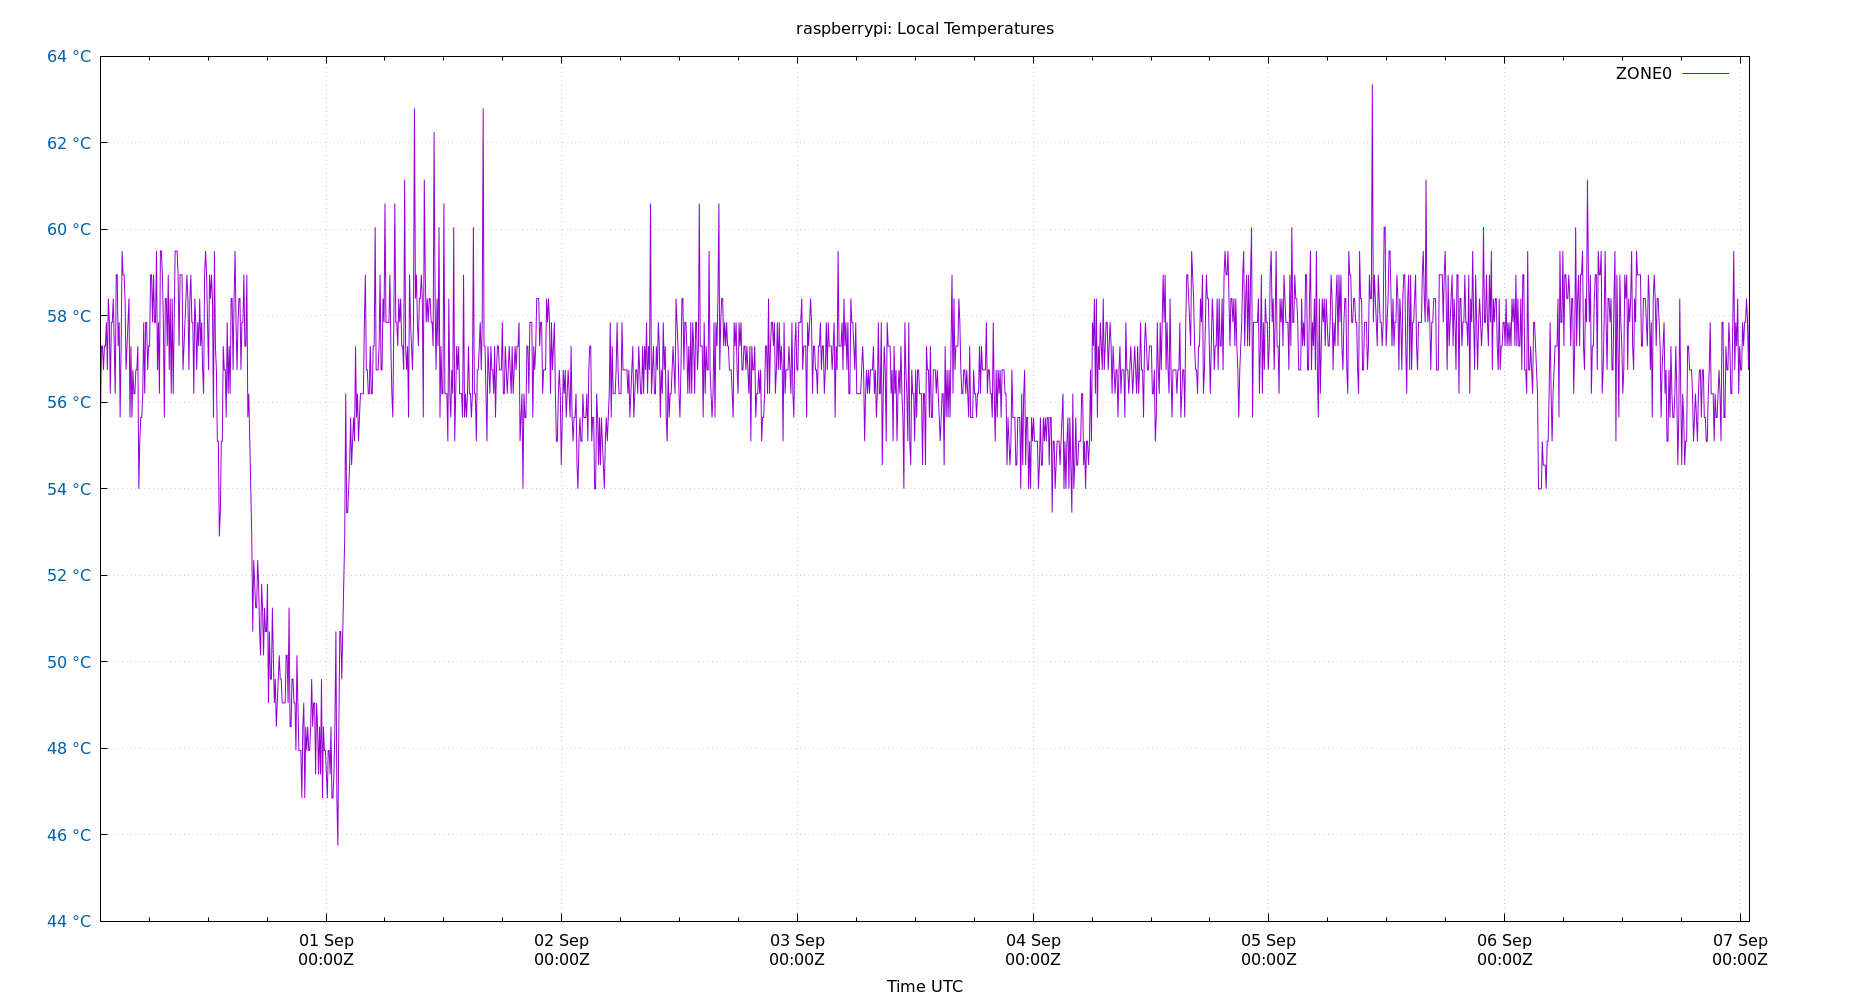 raspberrypi: Local Temperatures
64 °C
ZONE0
62 °C
60 °C
58 °C
56 °C
54 °C
52 °C
50 °C
48 °C
46 °C
44 °C
01 Sep 02 Sep 03 Sep 04 Sep 05 Sep 06 Sep 07 Sep
00:00Z 00:00Z 00:00Z 00:00Z 00:00Z 00:00Z 00:00Z
Time UTC